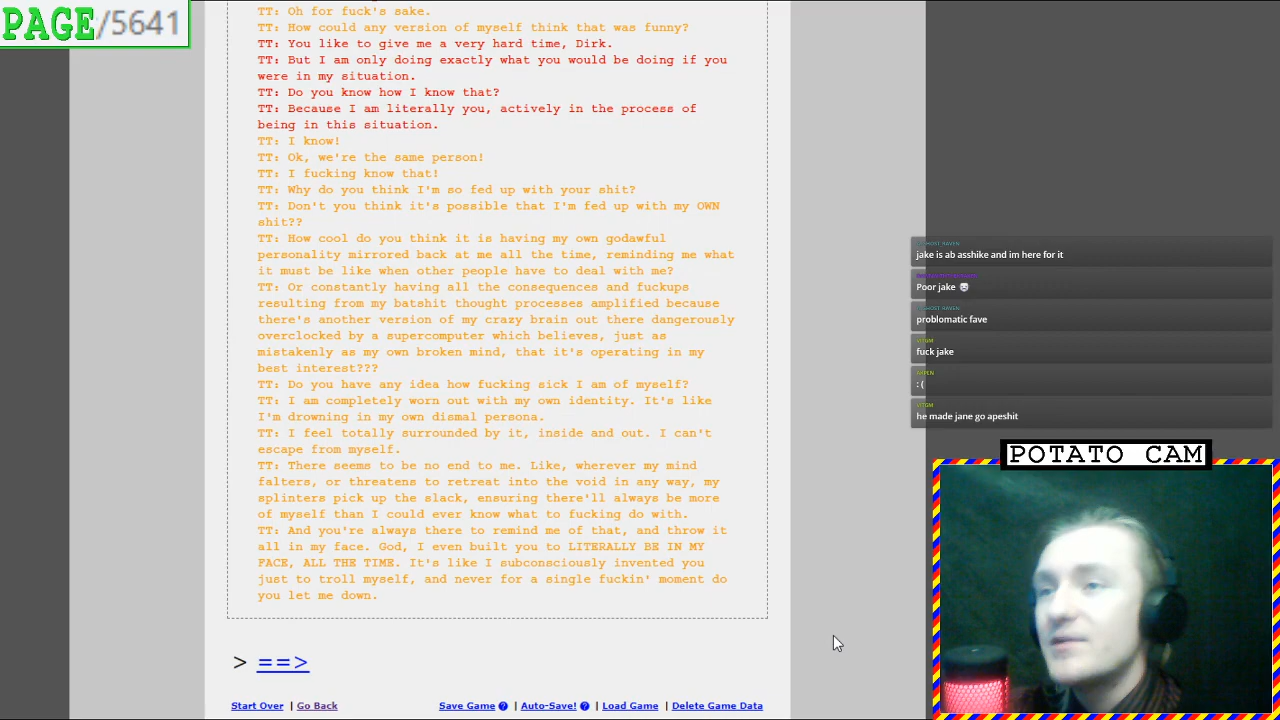 PAGE/5641
TT: Oh for fuck's sake.
TT: How could any version of myself think that was funny?
TT: You like to give me a very hard time, Dirk.
TT: But I am only doing exactly what you would be doing if you
were in my situation.
TT: Do you know how I know that?
TT: Because I am literally you, actively in the process of
being in this situation.
TT: I know!
TT: Ok, we're the same person!
TT: I fucking know that!
TT: Why do you think I'm so fed up with your shit?
TT: Don't you think it's possible that I'm fed up with my OWN
shit??
TT: How cool do you think it is having my own godawful
personality mirrored back at me all the time, reminding me what
it must be like when other people have to deal with me?
TT: Or constantly having all the consequences and fuckups
resulting from my batshit thought processes amplified because
there's another version of my crazy brain out there dangerously
overclocked by a supercomputer which believes, just as
mistakenly as my own broken mind, that it's operating in my
best interest???
TT: Do you have any idea how fucking sick I am of myself?
TT: I am completely worn out with my own identity. It's like
I'm drowning in my own dismal persona.
TT: I feel totally surrounded by it, inside and out. I can't
escape from myself.
TT: There seems to be no end to me. Like, wherever my mind
falters, or threatens to retreat into the void in any way, my
splinters pick up the slack, ensuring there'll always be more
of myself than I could ever know what to fucking do with.
TT: And you're always there to remind me of that, and throw it
all in my face. God, I even built you to LITERALLY BE IN MY
FACE, ALL THE TIME. It's like I subconsciously invented you
just to troll myself, and never for a single fuckin' moment do
you let me down.
> ==>
Start Over | Go Back Save Game ? | Auto-Save! ? | Load Game | Delete Game Data
jake is ab asshike and im here for it
Poor jake
problomatic fave
fuck jake
: (
he made jane go apeshit
POTATO CAM